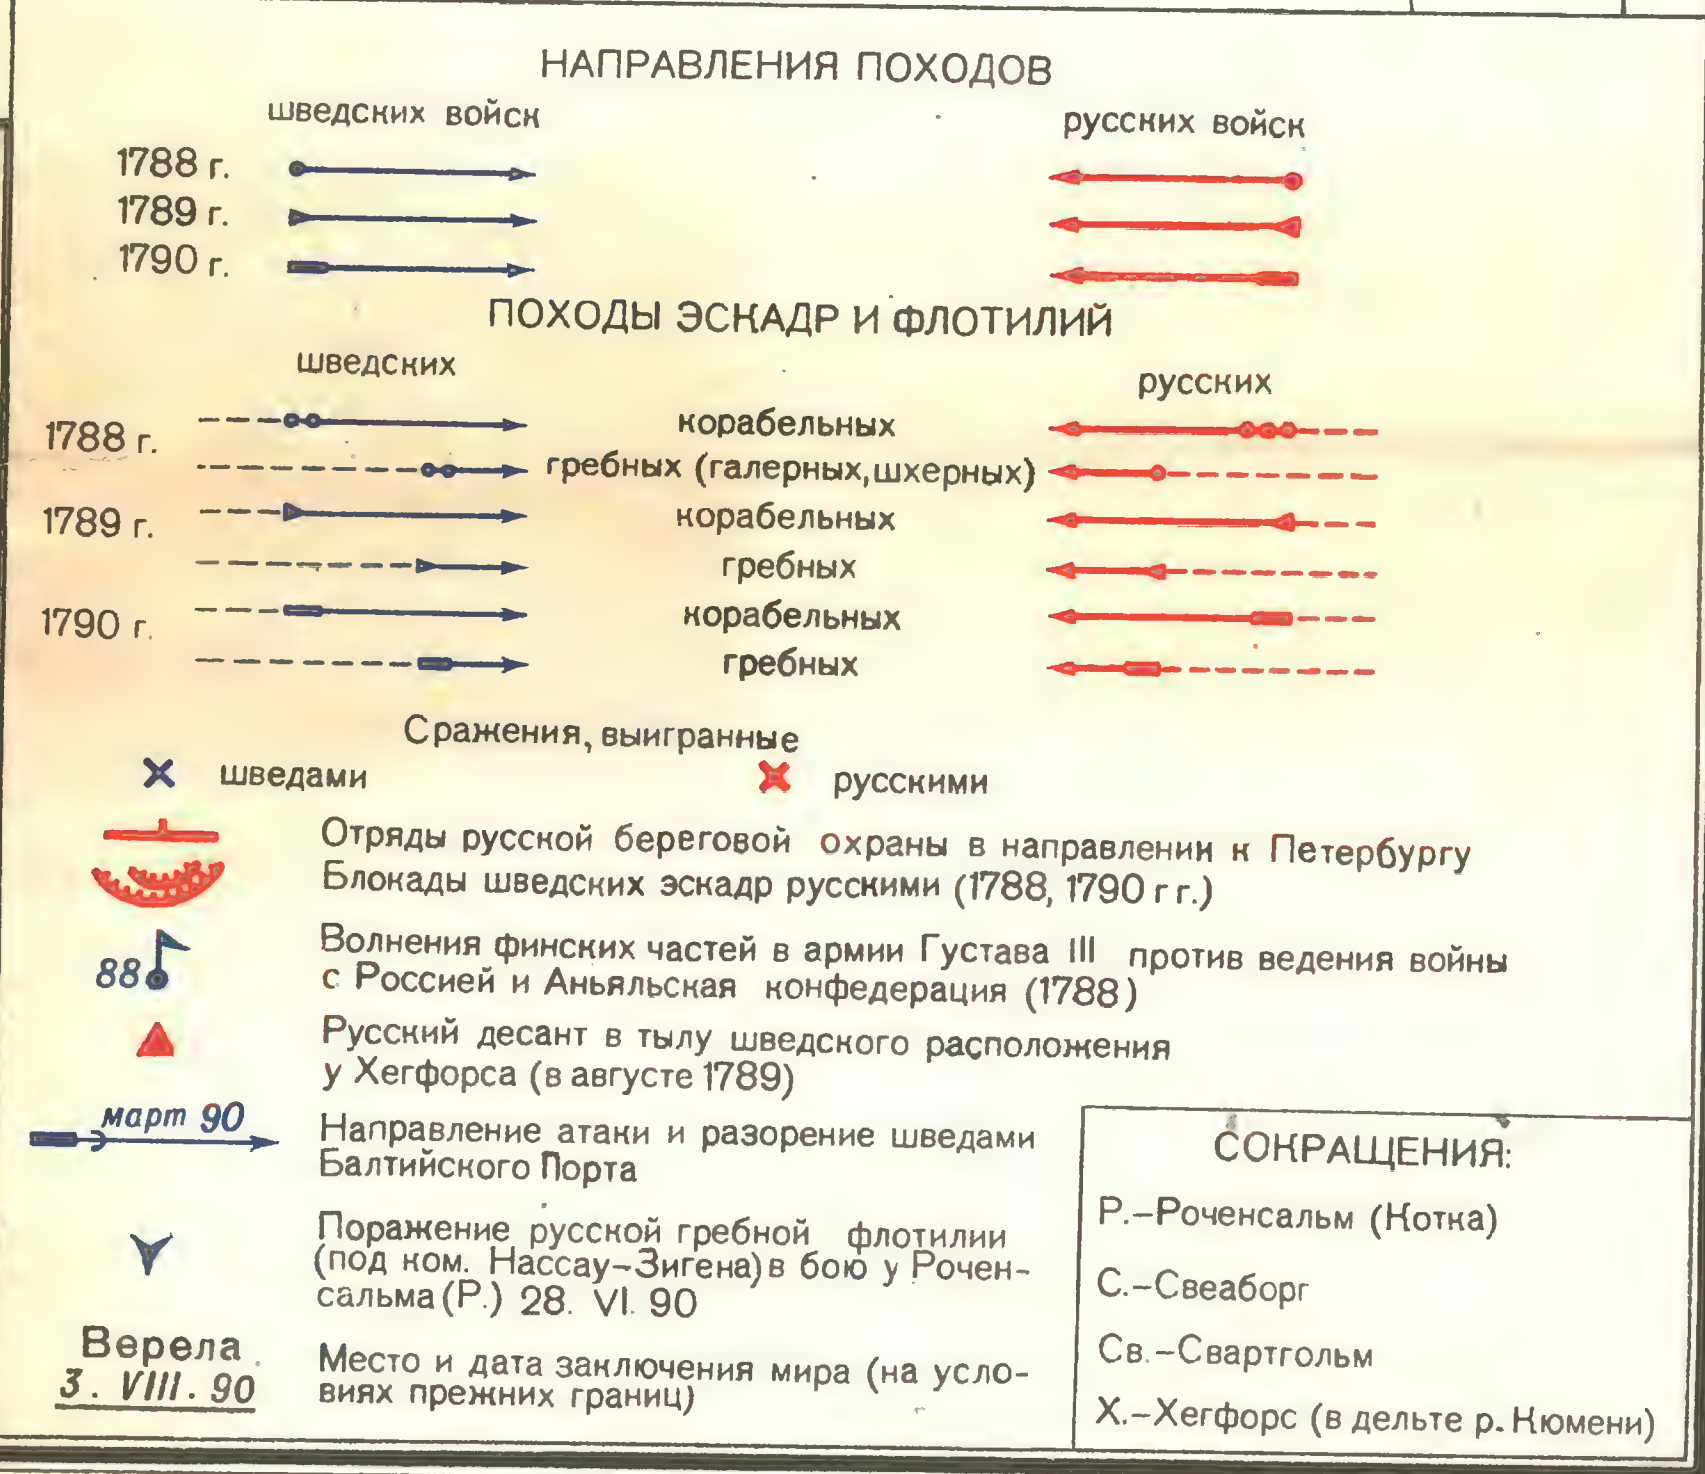 НАПРАВЛЕНИЯ ПОХОДОВ
шведских войск
русских войск
1788 г.
1789 г.
1790 г.
ПОХОДЫ ЭСКАДР И ФЛОТИЛИЙ
шведских
русских
1788 г.
корабельных
гребных (галерных, шхерных)
1789 г.
корабельных
гребных
1790 г.
корабельных
гребных
Сражения, выигранные
шведами
русскими
Отряды русской береговой охраны в направлении к Петербургу
Блокады шведских эскадр русскими (1788, 1790 г г.)
88
Волнения финских частей в армии Густава III против ведения войны
с Россией и Аньяльская конфедерация (1788)
Русский десант в тылу шведского расположения
у Хегфорса (в августе 1789)
март 90
Направление атаки и разорение шведами
Балтийского Порта
Поражение русской гребной флотилии
(под ком. Нассау-Зигена) в бою у Рочен-
сальма (Р.) 28. VI. 90
Верела
3. VIII. 90
Место и дата заключения мира (на усло-
виях прежних границ)
СОКРАЩЕНИЯ:
Р.-Роченсальм (Котка)
С.-Свеаборг
Св.-Свартгольм
Х.-Хегфорс (в дельте р. Кюмени)